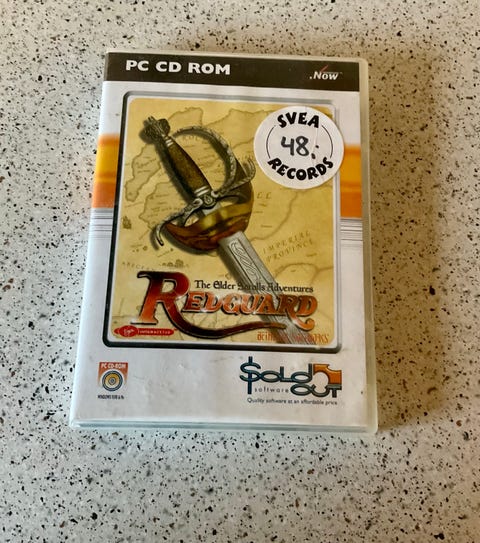 PC CD ROM
.Now
SVEA
48:-
RECORDS
IMPERIAL
PROVINCE
The Elder Scrolls Adventures
REDGUARD
Virgin INTERACTIVE
PC CD-ROM
SOLD
software OUT
Quality software at an affordable price